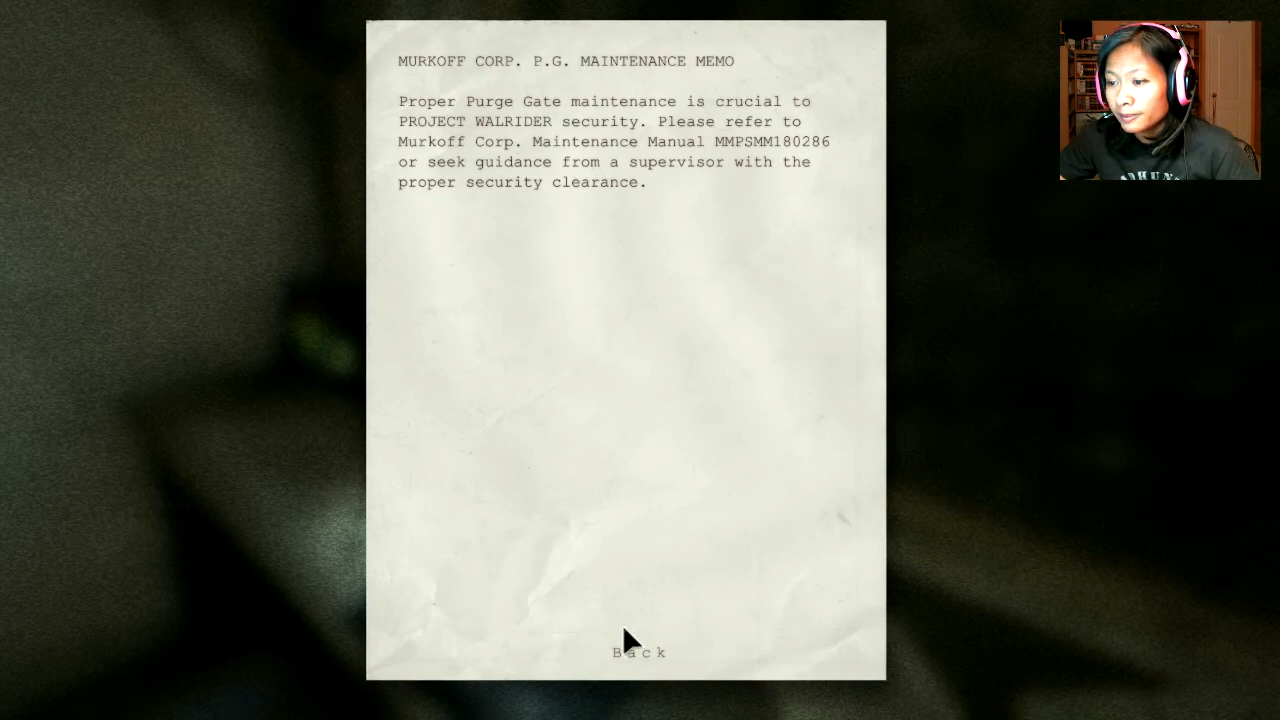 MURKOFF CORP. P.G. MAINTENANCE MEMO
Proper Purge Gate maintenance is crucial to
PROJECT WALRIDER security. Please refer to
Murkoff Corp. Maintenance Manual MMPSMM180286
or seek guidance from a supervisor with the
proper security clearance.
Back